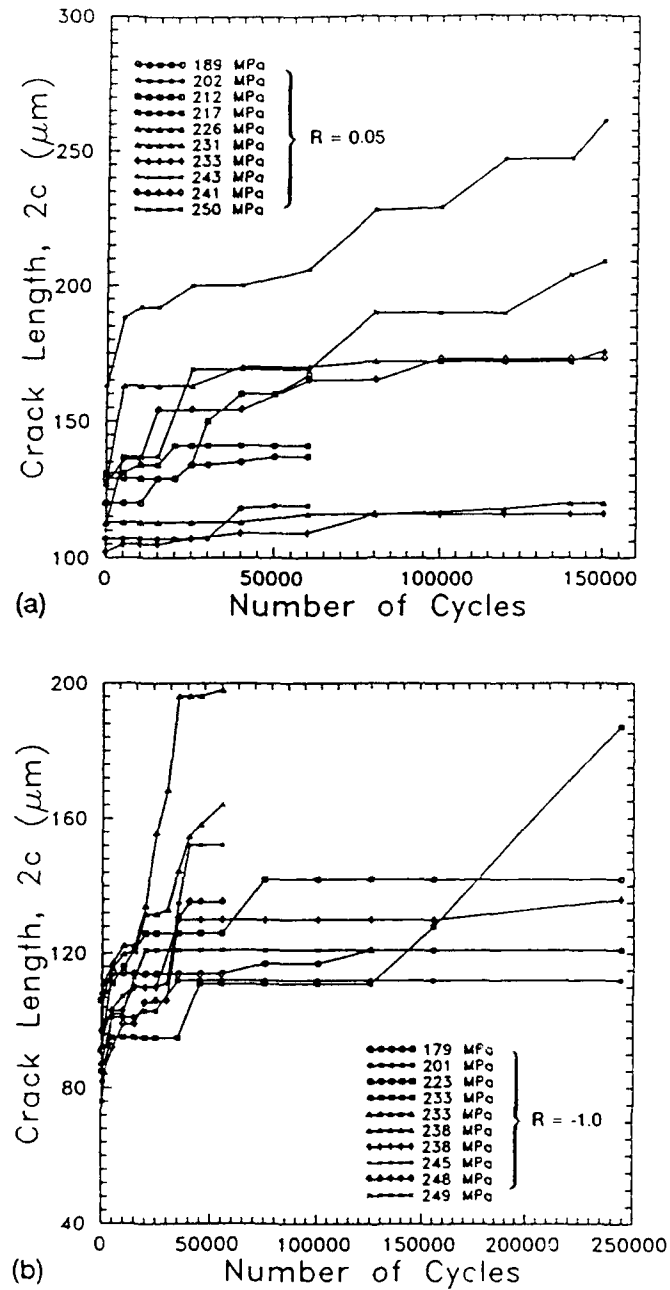 300
250
200
150
100
Crack Length, 2c (μm)
189 MPa
202 MPa
212 MPa
217 MPa
226 MPa
231 MPa
233 MPa
243 MPa
241 MPa
250 MPa
R = 0.05
0
50000
100000
150000
(a)
Number of Cycles
200
160
120
80
40
Crack Length, 2c (μm)
179 MPa
201 MPa
223 MPa
233 MPa
233 MPa
238 MPa
238 MPa
245 MPa
248 MPa
249 MPa
R = -1.0
0
50000
100000
150000
200000
250000
(b)
Number of Cycles